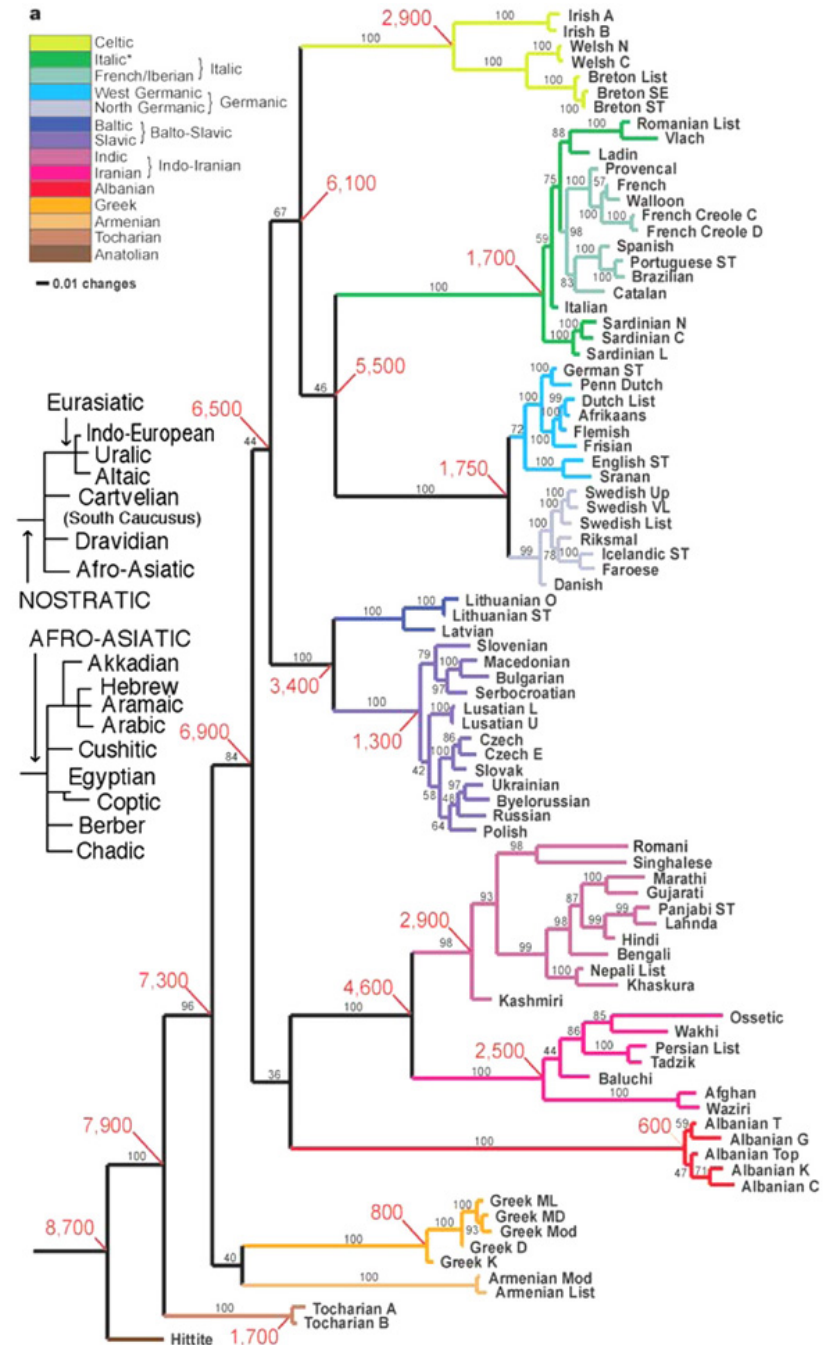 a
Celtic
Italic*
French/Iberian } Italic
West Germanic
North Germanic } Germanic
Baltic
Slavic } Balto-Slavic
Indic
Iranian } Indo-Iranian
Albanian
Greek
Armenian
Tocharian
Anatolian
0.01 changes
Eurasiatic
Indo-European
Uralic
Altaic
Cartvelian
(South Caucusus)
Dravidian
Afro-Asiatic
NOSTRATIC
AFRO-ASIATIC
Akkadian
Hebrew
Aramaic
Arabic
Cushitic
Egyptian
Coptic
Berber
Chadic
2,900
100
100
100
100
100
100
Irish A
Irish B
Welsh N
Welsh C
Breton List
Breton SE
Breton ST
67
6,100
1,700
100
88
100
75
59
100
57
100
100
98
100
100
83
100
100
Romanian List
Vlach
Ladin
Provencal
French
Walloon
French Creole C
French Creole D
Spanish
Portuguese ST
Brazilian
Catalan
Italian
Sardinian N
Sardinian C
Sardinian L
46
5,500
6,500
44
1,750
100
72
100
100
99
100
100
100
German ST
Penn Dutch
Dutch List
Afrikaans
Flemish
Frisian
English ST
Sranan
99
100
100
100
78
100
Swedish Up
Swedish VL
Swedish List
Riksmal
Icelandic ST
Faroese
Danish
100
3,400
100
100
Lithuanian O
Lithuanian ST
Latvian
100
1,300
79
100
97
100
42
86
100
58
97
48
64
Slovenian
Macedonian
Bulgarian
Serbocroatian
Lusatian L
Lusatian U
Czech
Czech E
Slovak
Ukrainian
Byelorussian
Russian
Polish
6,900
84
36
4,600
100
2,900
98
93
98
99
98
87
100
99
99
100
Romani
Singhalese
Marathi
Gujarati
Panjabi ST
Lahnda
Hindi
Bengali
Nepali List
Khaskura
Kashmiri
2,500
100
44
86
85
100
100
Ossetic
Wakhi
Persian List
Tadzik
Baluchi
Afghan
Waziri
100
600
59
47
71
Albanian T
Albanian G
Albanian Top
Albanian K
Albanian C
7,300
96
40
800
100
100
100
93
Greek ML
Greek MD
Greek Mod
Greek D
Greek K
100
Armenian Mod
Armenian List
7,900
100
100
1,700
Tocharian A
Tocharian B
8,700
Hittite